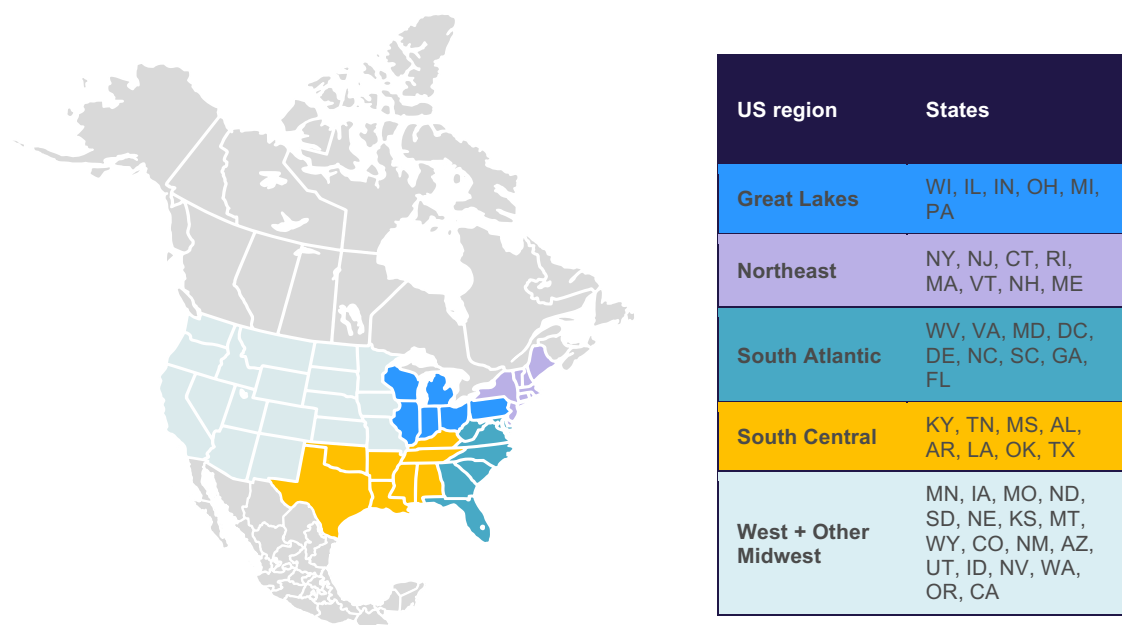 US region States
Great Lakes
WI, IL, IN, OH, MI,
PA
Northeast
NY, NJ, CT, RI,
MA, VT, NH, ME
South Atlantic
WV, VA, MD, DC,
DE, NC, SC, GA,
FL
South Central
KY, TN, MS, AL,
AR, LA, OK, TX
West + Other
Midwest
MN, IA, MO, ND,
SD, NE, KS, MT,
WY, CO, NM, AZ,
UT, ID, NV, WA,
OR, CA